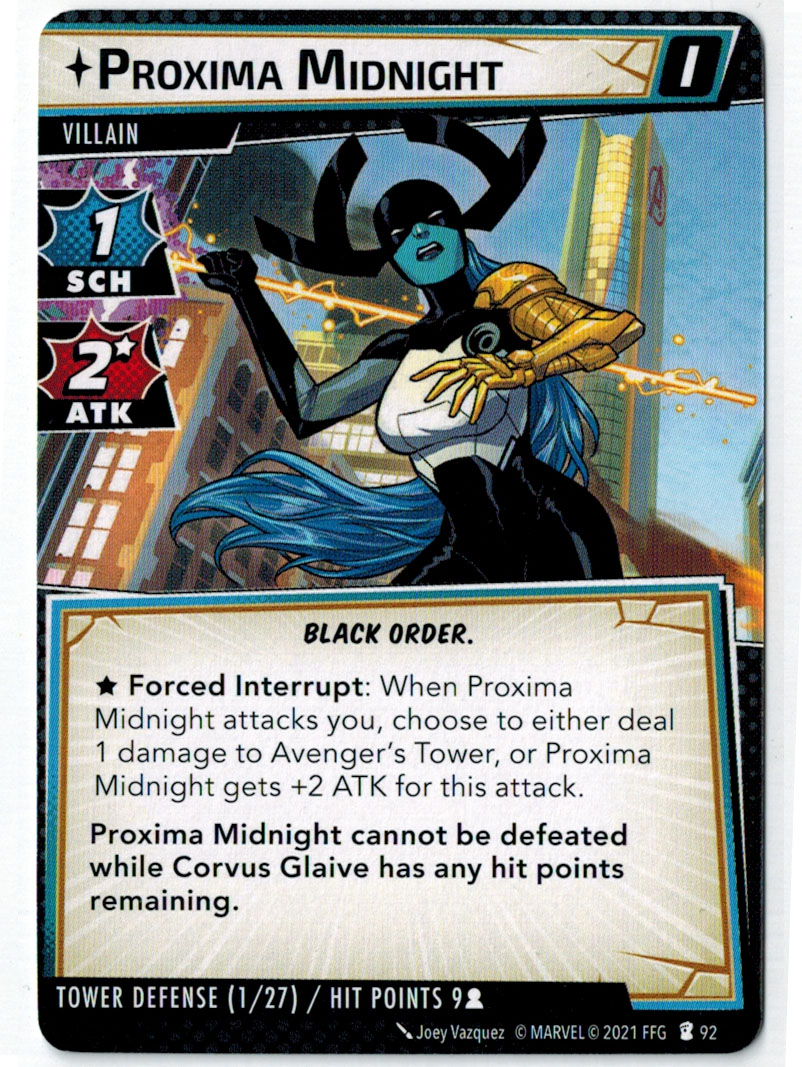 PROXIMA MIDNIGHT
I
VILLAIN
1
SCH
2
ATK
BLACK ORDER.
Forced Interrupt: When Proxima
Midnight attacks you, choose to either deal
1 damage to Avenger's Tower, or Proxima
Midnight gets +2 ATK for this attack.
Proxima Midnight cannot be defeated
while Corvus Glaive has any hit points
remaining.
TOWER DEFENSE (1/27) / HIT POINTS 9
Joey Vazquez © MARVEL © 2021 FFG 92